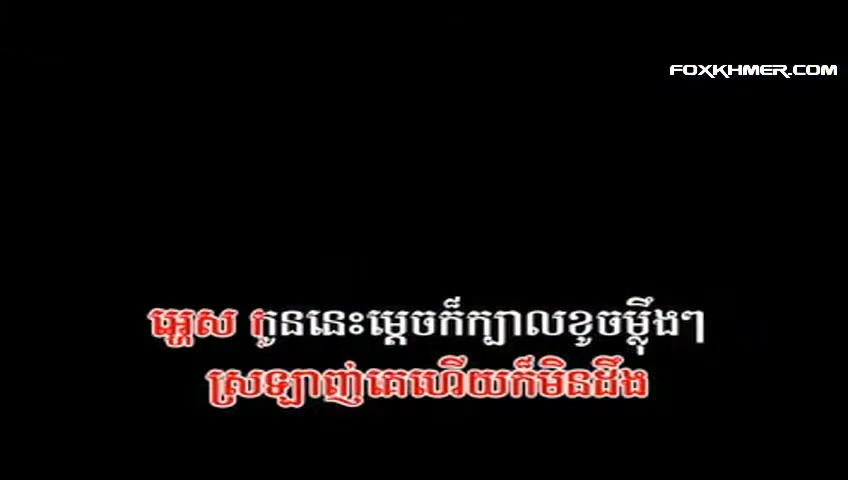 FOXKHMER.COM
អ្ហេស កូននេះម្ដេចក៏ក្បាលខូចម្ល៉ឹងៗ
ស្រឡាញ់គេហើយក៏មិនដឹង